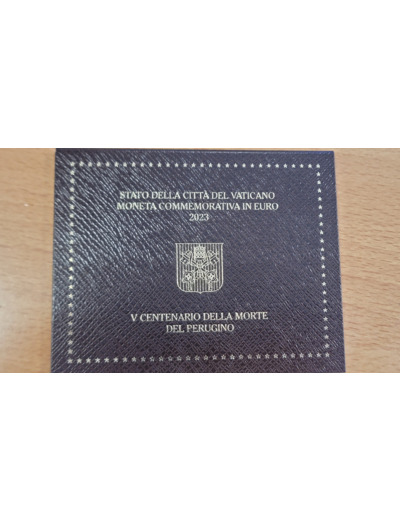 STATO DELLA CITTÀ DEL VATICANO
MONETA COMMEMORATIVA IN EURO
2023
V CENTENARIO DELLA MORTE
DEL PERUGINO